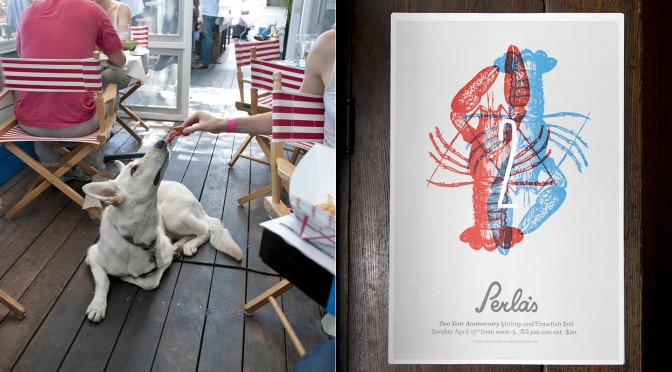 2
Perla's
Two Year Anniversary Shrimp and Crawfish Boil
Sunday April 17th from noon-5. All you can eat, $20.